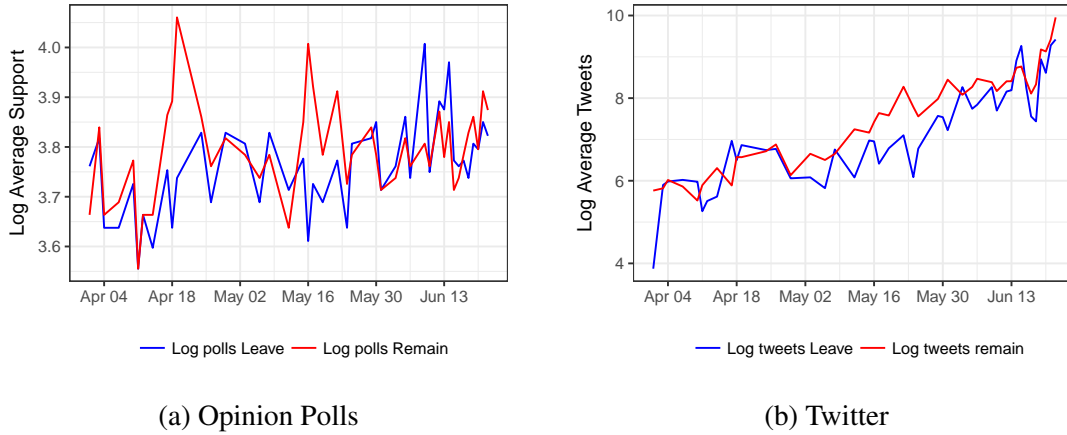 Log Average Support
4.0
3.9
3.8
3.7
3.6
Apr 04 Apr 18 May 02 May 16 May 30 Jun 13
Log polls Leave Log polls Remain
(a) Opinion Polls
Log Average Tweets
10
8
6
4
Apr 04 Apr 18 May 02 May 16 May 30 Jun 13
Log tweets Leave Log tweets remain
(b) Twitter